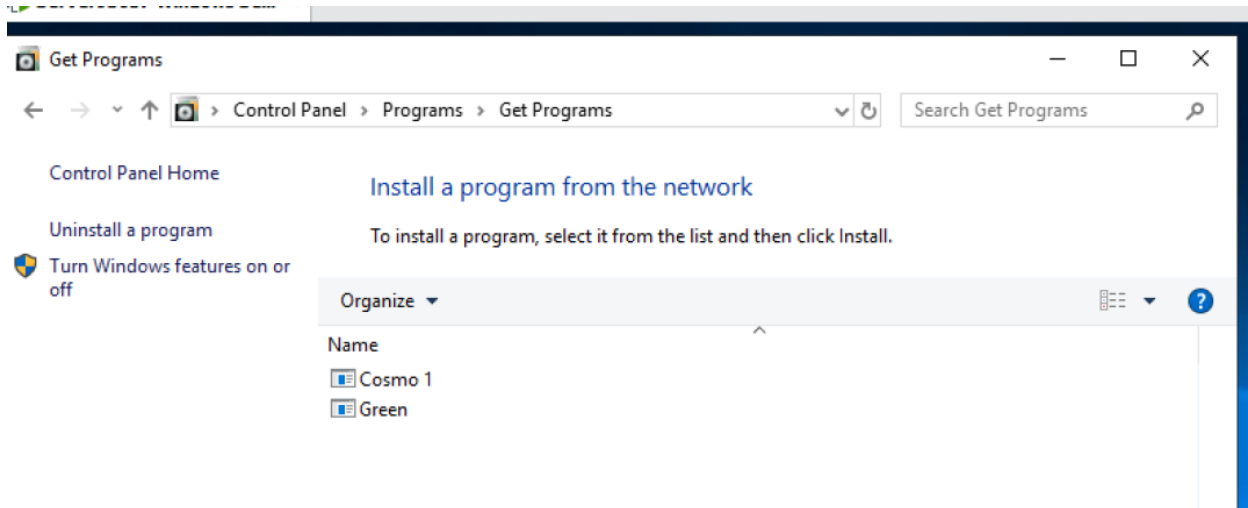 Get Programs
Control Panel > Programs > Get Programs
Search Get Programs
Control Panel Home
Uninstall a program
Turn Windows features on or
off
Install a program from the network
To install a program, select it from the list and then click Install.
Organize
Name
Cosmo 1
Green